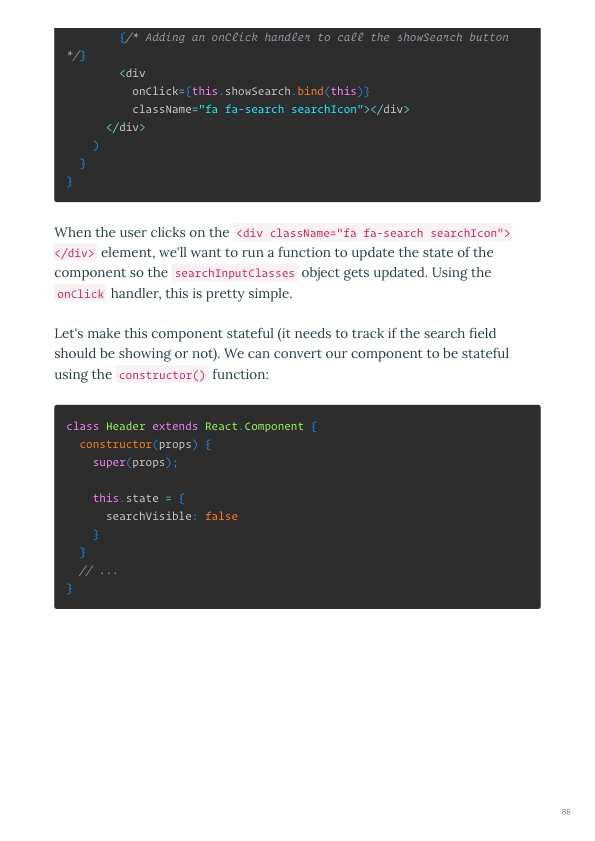 {/* Adding an onClick handler to call the showSearch button
*/}
<div
onClick={this.showSearch.bind(this)}
className="fa fa-search searchIcon"></div>
</div>
)
}
}
When the user clicks on the <div className="fa fa-search searchIcon">
</div> element, we'll want to run a function to update the state of the
component so the searchInputClasses object gets updated. Using the
onClick handler, this is pretty simple.
Let's make this component stateful (it needs to track if the search field
should be showing or not). We can convert our component to be stateful
using the constructor() function:
class Header extends React.Component {
constructor(props) {
super(props);
this.state = {
searchVisible: false
}
}
// ...
}
86